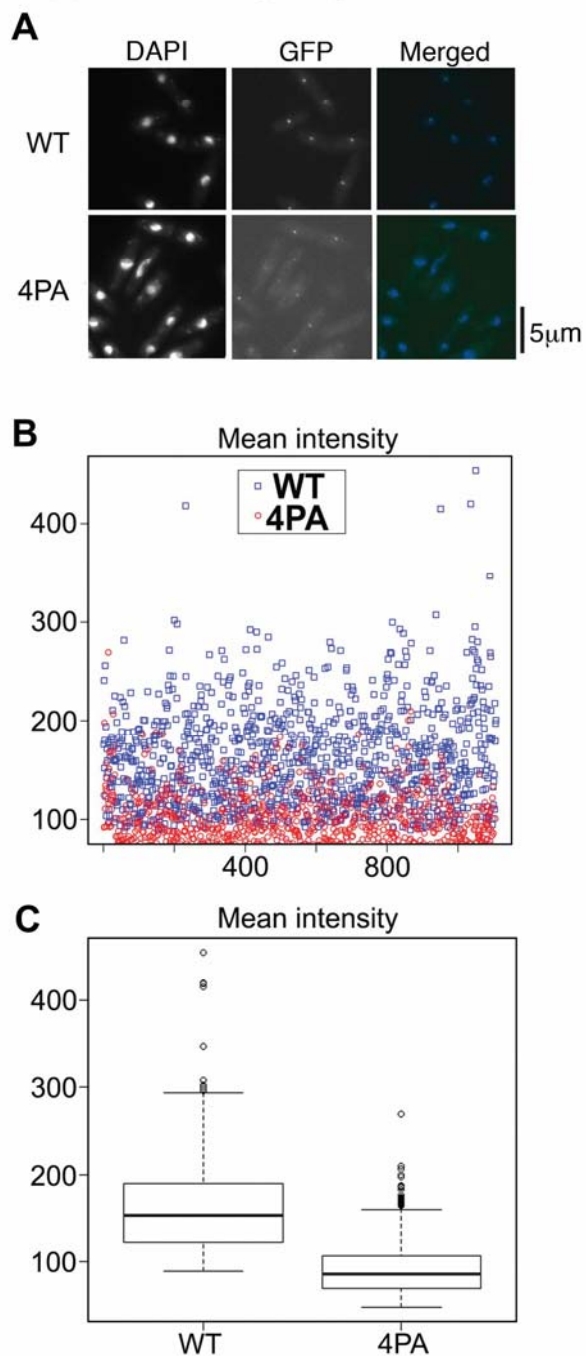 A
DAPI GFP Merged
WT
4PA
5μm
B
Mean intensity
WT
4PA
400
300
200
100
400 800
C
Mean intensity
400
300
200
100
WT 4PA